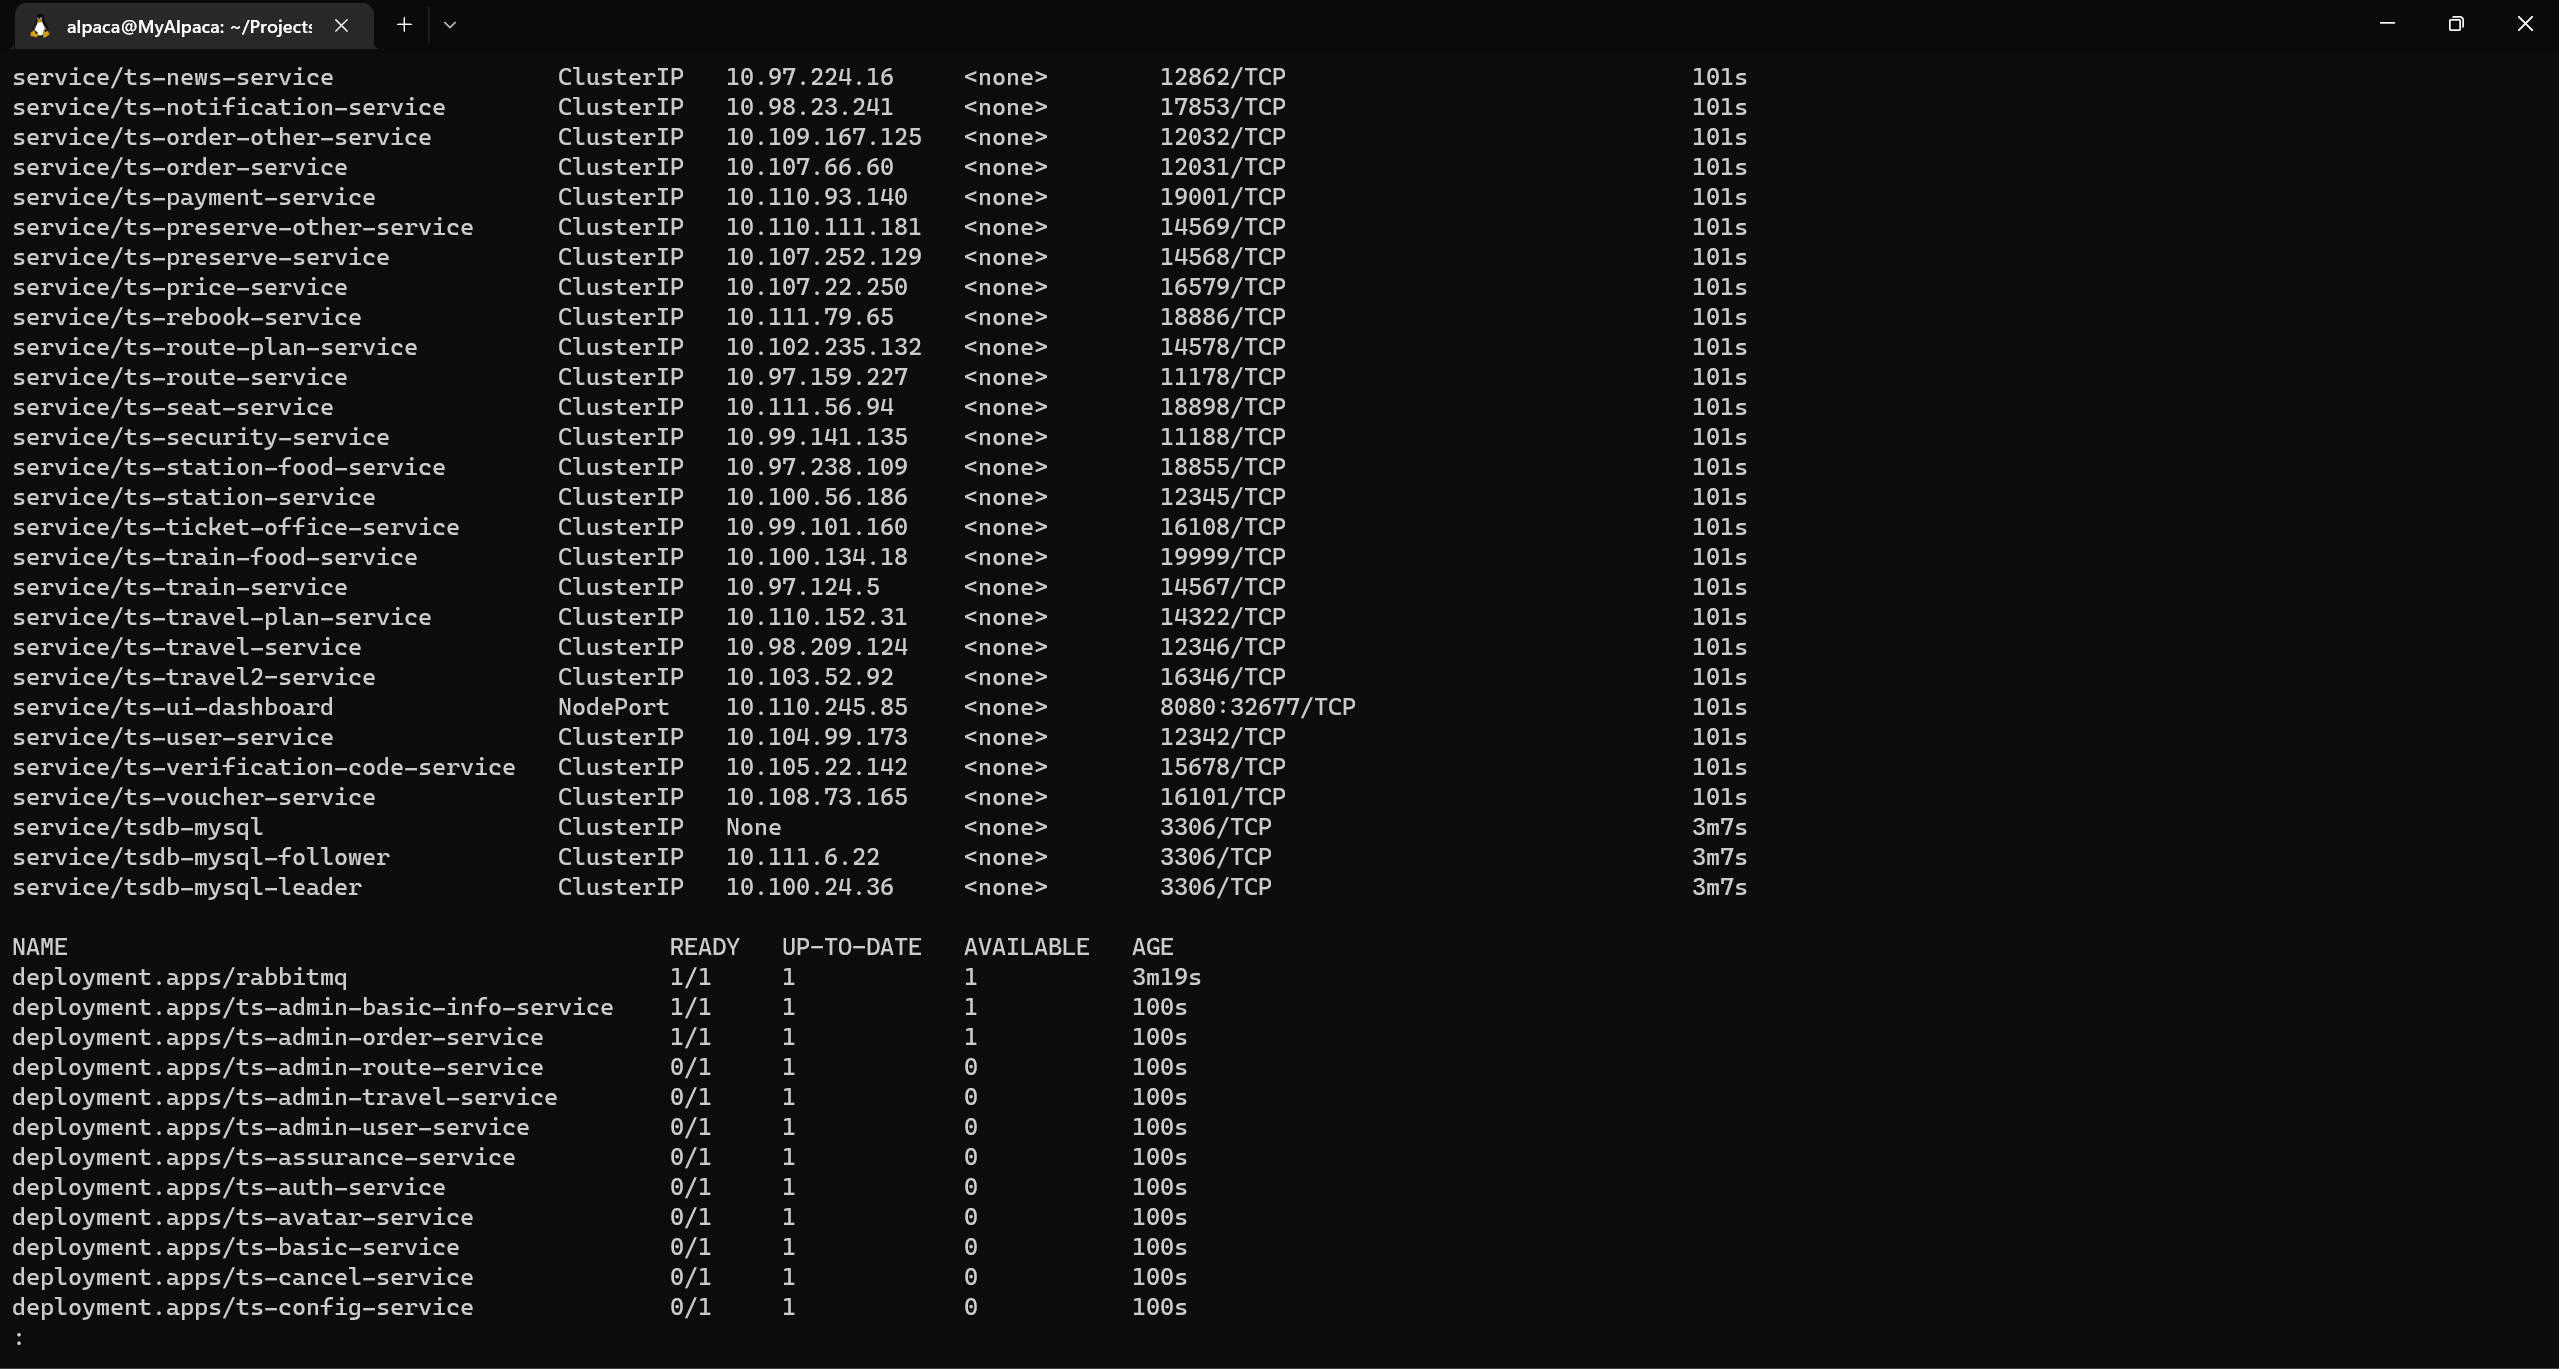 alpaca@MyAlpaca: ~/Projects
service/ts-news-service ClusterIP 10.97.224.16 <none> 12862/TCP 101s
service/ts-notification-service ClusterIP 10.98.23.241 <none> 17853/TCP 101s
service/ts-order-other-service ClusterIP 10.109.167.125 <none> 12032/TCP 101s
service/ts-order-service ClusterIP 10.107.66.60 <none> 12031/TCP 101s
service/ts-payment-service ClusterIP 10.110.93.140 <none> 19001/TCP 101s
service/ts-preserve-other-service ClusterIP 10.110.111.181 <none> 14569/TCP 101s
service/ts-preserve-service ClusterIP 10.107.252.129 <none> 14568/TCP 101s
service/ts-price-service ClusterIP 10.107.22.250 <none> 16579/TCP 101s
service/ts-rebook-service ClusterIP 10.111.79.65 <none> 18886/TCP 101s
service/ts-route-plan-service ClusterIP 10.102.235.132 <none> 14578/TCP 101s
service/ts-route-service ClusterIP 10.97.159.227 <none> 11178/TCP 101s
service/ts-seat-service ClusterIP 10.111.56.94 <none> 18898/TCP 101s
service/ts-security-service ClusterIP 10.99.141.135 <none> 11188/TCP 101s
service/ts-station-food-service ClusterIP 10.97.238.109 <none> 18855/TCP 101s
service/ts-station-service ClusterIP 10.100.56.186 <none> 12345/TCP 101s
service/ts-ticket-office-service ClusterIP 10.99.101.160 <none> 16108/TCP 101s
service/ts-train-food-service ClusterIP 10.100.134.18 <none> 19999/TCP 101s
service/ts-train-service ClusterIP 10.97.124.5 <none> 14567/TCP 101s
service/ts-travel-plan-service ClusterIP 10.110.152.31 <none> 14322/TCP 101s
service/ts-travel-service ClusterIP 10.98.209.124 <none> 12346/TCP 101s
service/ts-travel2-service ClusterIP 10.103.52.92 <none> 16346/TCP 101s
service/ts-ui-dashboard NodePort 10.110.245.85 <none> 8080:32677/TCP 101s
service/ts-user-service ClusterIP 10.104.99.173 <none> 12342/TCP 101s
service/ts-verification-code-service ClusterIP 10.105.22.142 <none> 15678/TCP 101s
service/ts-voucher-service ClusterIP 10.108.73.165 <none> 16101/TCP 101s
service/tsdb-mysql ClusterIP None <none> 3306/TCP 3m7s
service/tsdb-mysql-follower ClusterIP 10.111.6.22 <none> 3306/TCP 3m7s
service/tsdb-mysql-leader ClusterIP 10.100.24.36 <none> 3306/TCP 3m7s
NAME READY UP-TO-DATE AVAILABLE AGE
deployment.apps/rabbitmq 1/1 1 1 3m19s
deployment.apps/ts-admin-basic-info-service 1/1 1 1 100s
deployment.apps/ts-admin-order-service 1/1 1 1 100s
deployment.apps/ts-admin-route-service 0/1 1 0 100s
deployment.apps/ts-admin-travel-service 0/1 1 0 100s
deployment.apps/ts-admin-user-service 0/1 1 0 100s
deployment.apps/ts-assurance-service 0/1 1 0 100s
deployment.apps/ts-auth-service 0/1 1 0 100s
deployment.apps/ts-avatar-service 0/1 1 0 100s
deployment.apps/ts-basic-service 0/1 1 0 100s
deployment.apps/ts-cancel-service 0/1 1 0 100s
deployment.apps/ts-config-service 0/1 1 0 100s
: